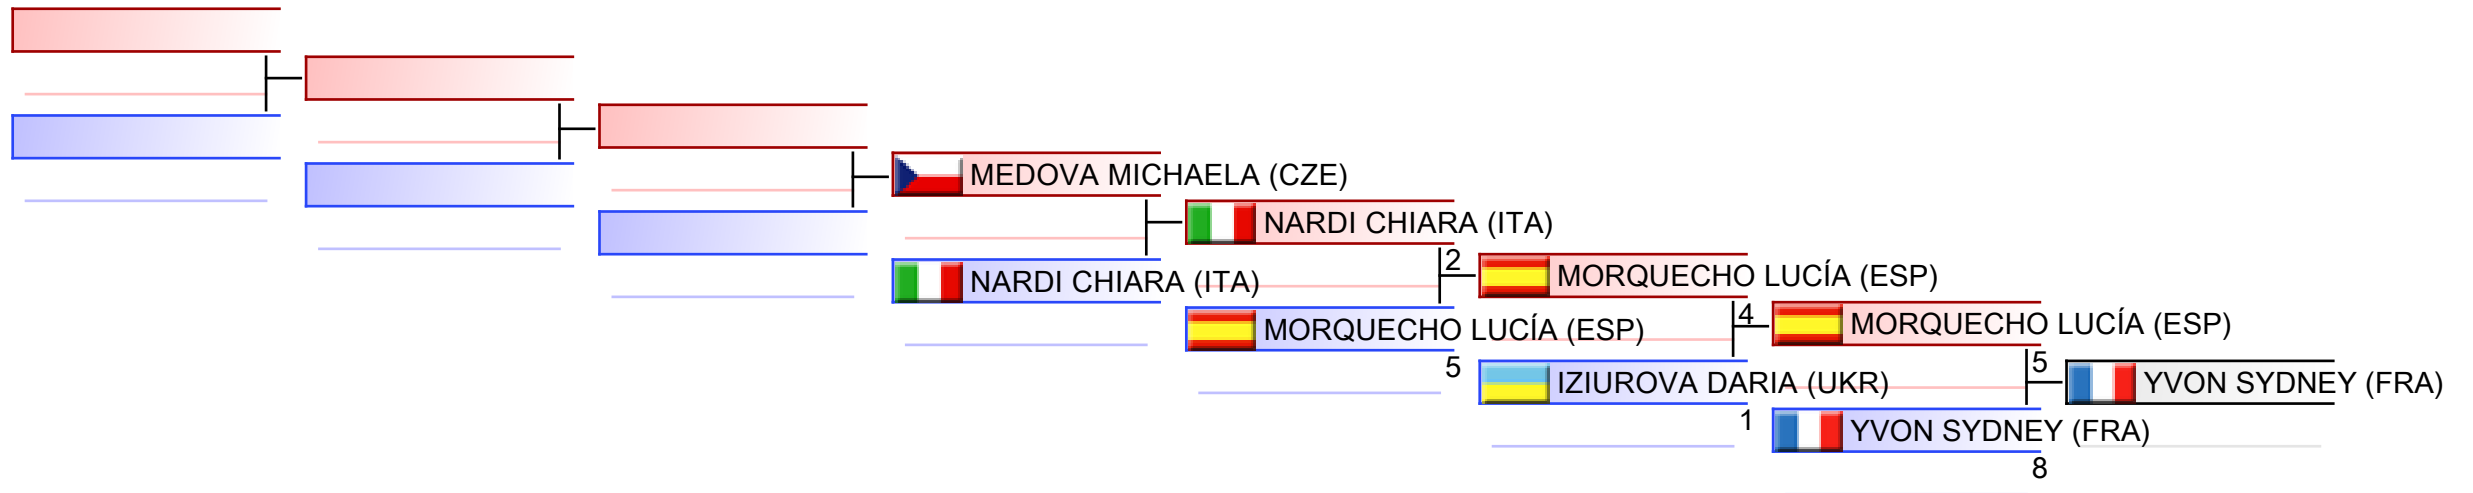 MEDOVA MICHAELA (CZE)
NARDI CHIARA (ITA)
NARDI CHIARA (ITA)
2
MORQUECHO LUCÍA (ESP)
MORQUECHO LUCÍA (ESP)
5
4
MORQUECHO LUCÍA (ESP)
IZIUROVA DARIA (UKR)
1
5
YVON SYDNEY (FRA)
YVON SYDNEY (FRA)
8